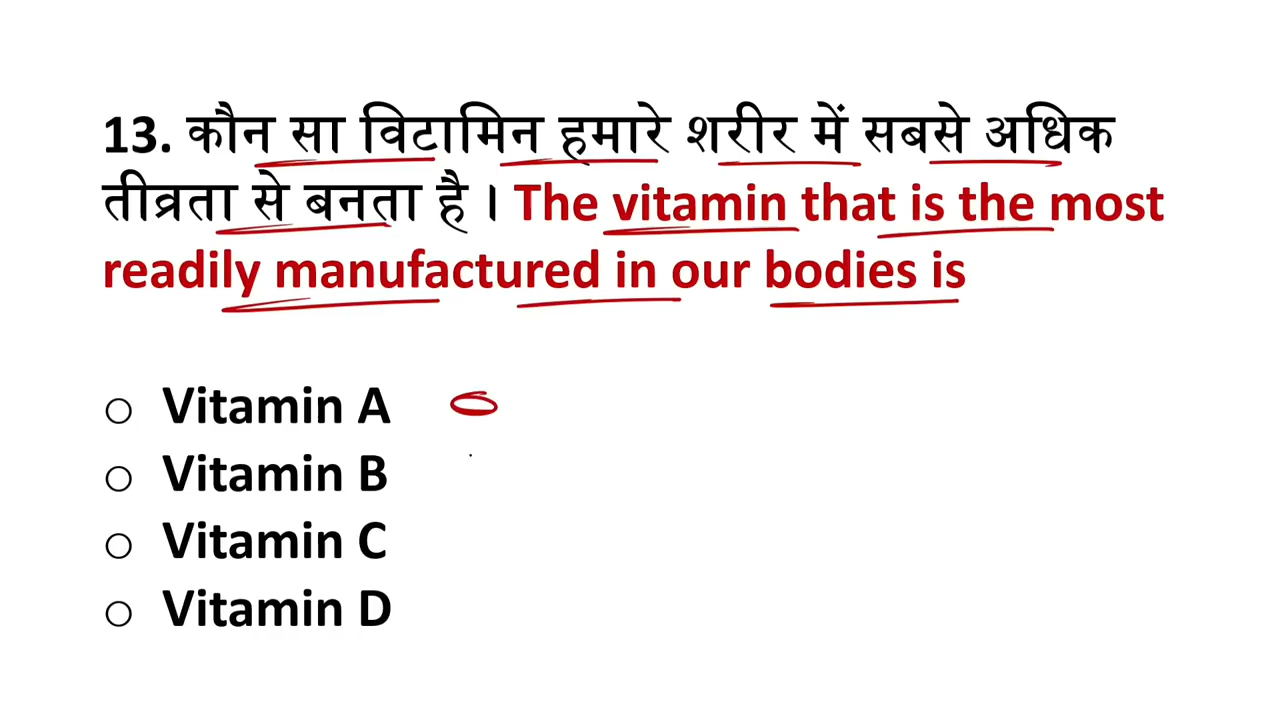 13. कौन सा विटामिन हमारे शरीर में सबसे अधिक
तीव्रता से बनता है । The vitamin that is the most
readily manufactured in our bodies is
○ Vitamin A
○ Vitamin B
○ Vitamin C
○ Vitamin D